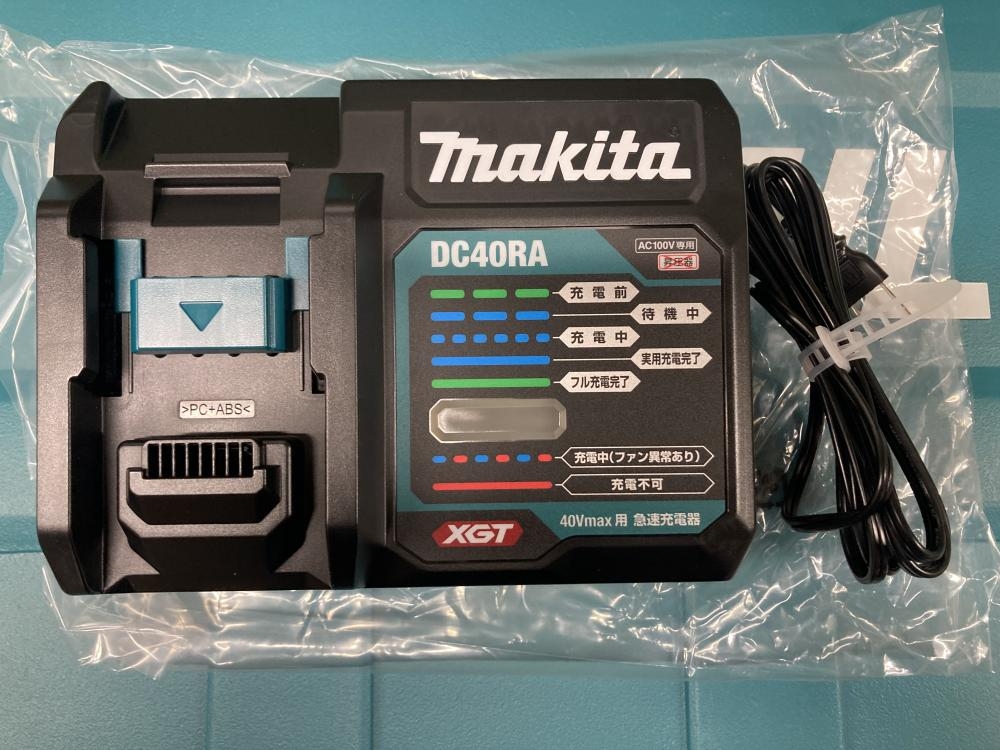 makita
DC40RA
AC100V専用
昇圧器
充電前
待機中
充電中
実用充電完了
フル充電完了
>PC+ABS<
充電中(ファン異常あり)
充電不可
40Vmax用 急速充電器
XGT